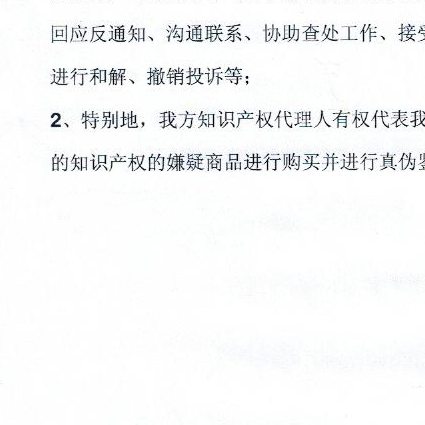 回应反通知、沟通联系、协助查处工作、接受
进行和解、撤销投诉等；
2、特别地，我方知识产权代理人有权代表我
的知识产权的嫌疑商品进行购买并进行真伪鉴